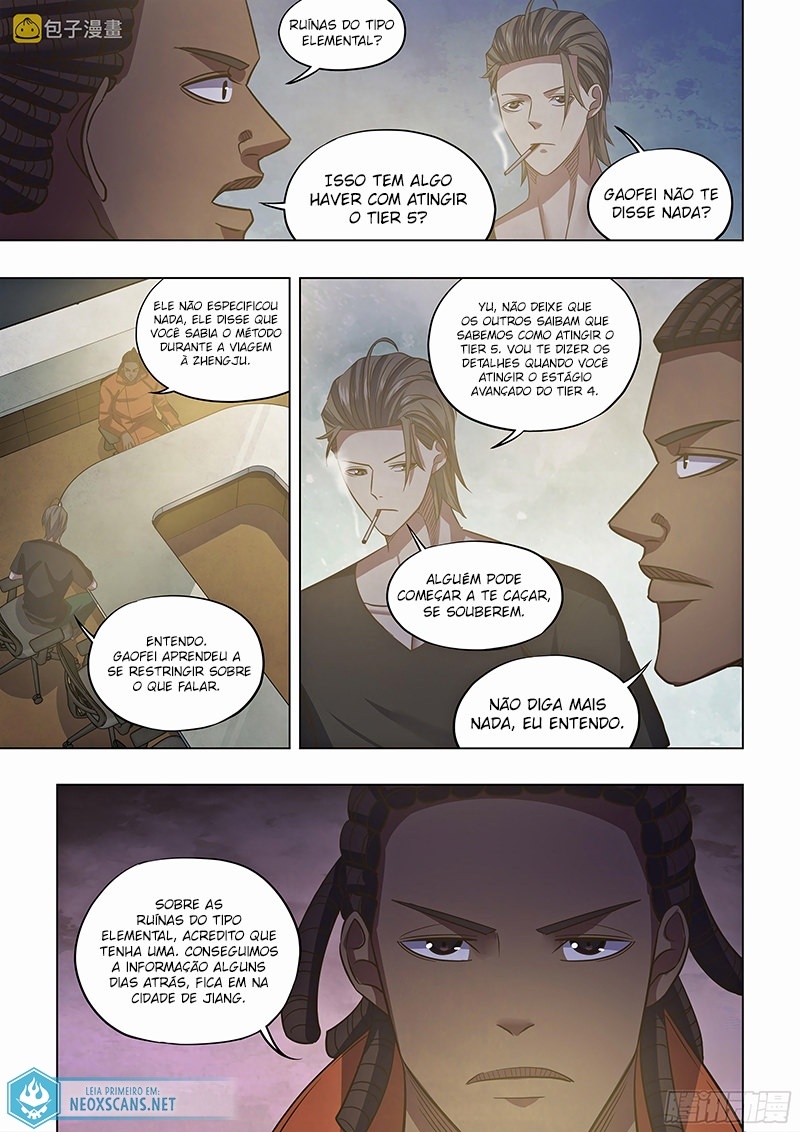 包子漫畫
RUÍNAS DO TIPO
ELEMENTAL?
ISSO TEM ALGO
HAVER COM ATINGIR
O TIER 5?
GAOFEI NÃO TE
DISSE NADA?
ELE NÃO ESPECIFICOU
NADA, ELE DISSE QUE
VOCÊ SABIA O MÉTODO
DURANTE A VIAGEM
À ZHENGJU.
ENTENDO.
GAOFEI APRENDEU A
SE RESTRINGIR SOBRE
O QUE FALAR.
YU, NÃO DEIXE QUE
OS OUTROS SAIBAM QUE
SABEMOS COMO ATINGIR O
TIER 5. VOU TE DIZER OS
DETALHES QUANDO VOCÊ
ATINGIR O ESTÁGIO
AVANÇADO DO TIER 4.
ALGUÉM PODE
COMEÇAR A TE CAÇAR,
SE SOUBEREM.
NÃO DIGA MAIS
NADA, EU ENTENDO.
SOBRE AS
RUÍNAS DO TIPO
ELEMENTAL, ACREDITO QUE
TENHA UMA. CONSEGUIMOS
A INFORMAÇÃO ALGUNS
DIAS ATRÁS, FICA EM NA
CIDADE DE JIANG.
LEIA PRIMEIRO EM:
NEOXSCANS.NET
腾讯动漫